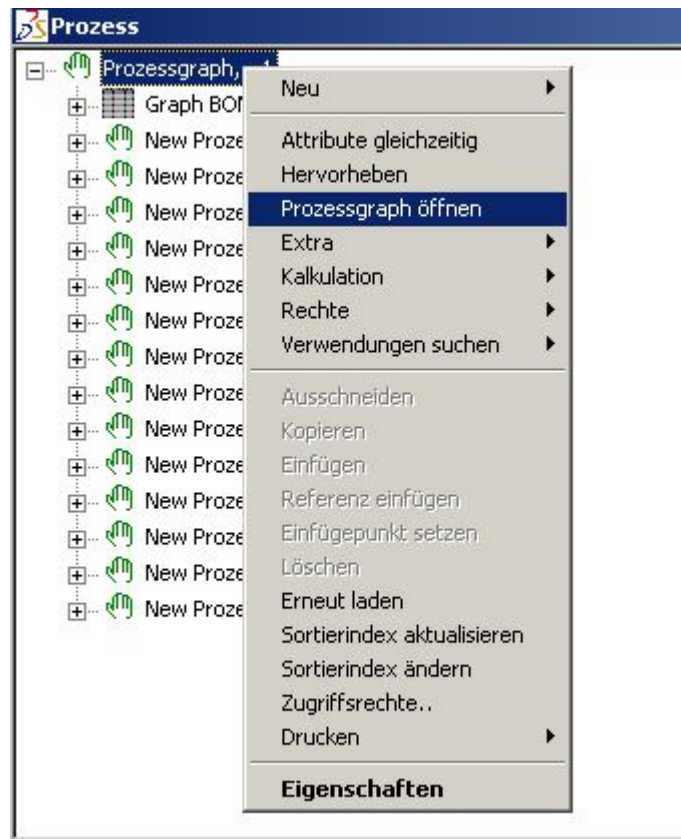 Prozess
Prozessgraph,
Graph BOM
New Proze
New Proze
New Proze
New Proze
New Proze
New Proze
New Proze
New Proze
New Proze
New Proze
New Proze
New Proze
New Proze
New Proze
Neu
Attribute gleichzeitig
Hervorheben
Prozessgraph öffnen
Extra
Kalkulation
Rechte
Verwendungen suchen
Ausschneiden
Kopieren
Einfügen
Referenz einfügen
Einfügepunkt setzen
Löschen
Erneut laden
Sortierindex aktualisieren
Sortierindex ändern
Zugriffsrechte..
Drucken
Eigenschaften